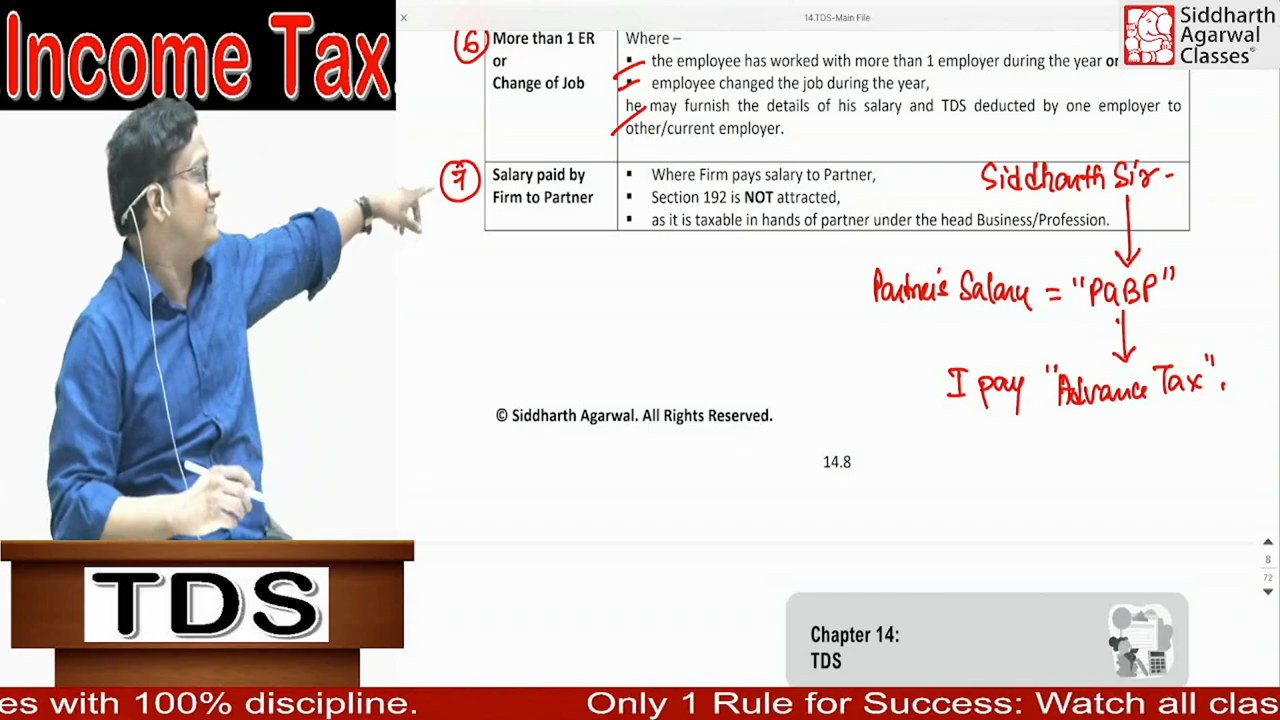 Income Tax.
14.TDS-Main File
Siddharth
Agarwal
Classes
6
More than 1 ER
or
Change of Job
Where –
▪ the employee has worked with more than 1 employer during the year or
▪ employee changed the job during the year,
he may furnish the details of his salary and TDS deducted by one employer to
other/current employer.
7
Salary paid by
Firm to Partner
▪ Where Firm pays salary to Partner,
▪ Section 192 is NOT attracted,
▪ as it is taxable in hands of partner under the head Business/Profession.
Siddharth Sir -
Partner's Salary = "PGBP"
I pay "Advance Tax".
© Siddharth Agarwal. All Rights Reserved.
14.8
8
72
TDS
Chapter 14:
TDS
es with 100% discipline. Only 1 Rule for Success: Watch all clas